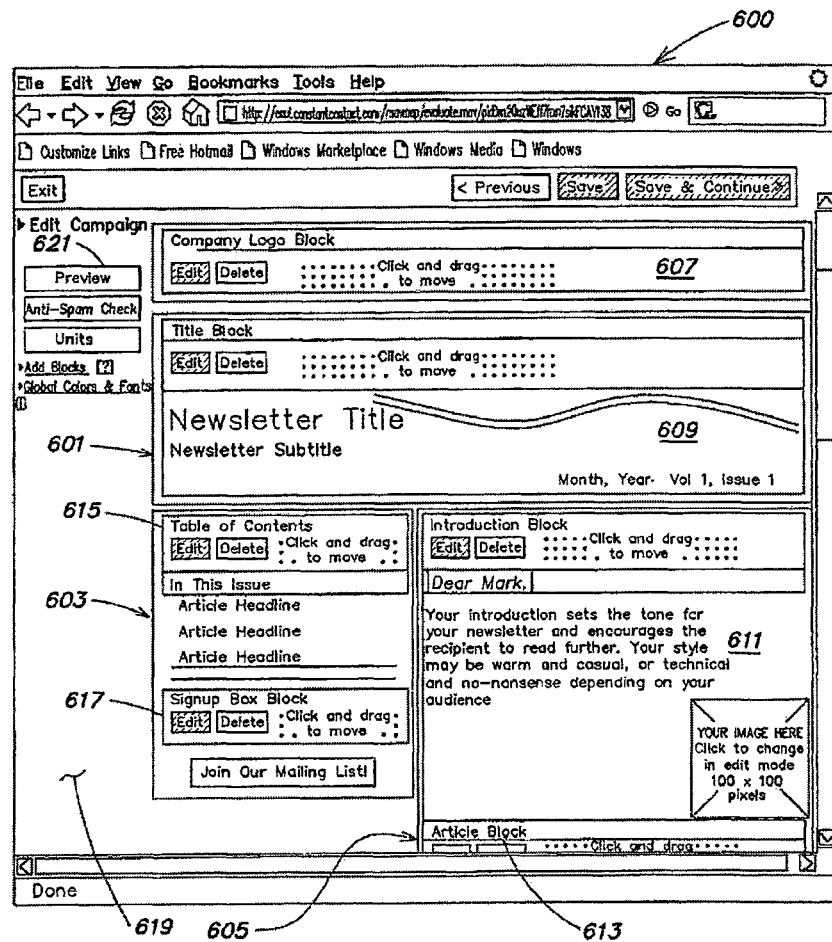 600
File Edit View Go Bookmarks Tools Help
Go
Customize Links Free Hotmail Windows Marketplace Windows Media Windows
Exit < Previous Save Save & Continue >
Edit Campaign
621
Preview
Anti-Spam Check
Units
Add Blocks [?]
Global Colors & Fonts
Company Logo Block
Edit Delete Click and drag
to move
607
Title Block
Edit Delete Click and drag
to move
Newsletter Title
Newsletter Subtitle
609
Month, Year- Vol 1, Issue 1
601
615
Table of Contents
Edit Delete Click and drag
to move
In This Issue
603
Article Headline
Article Headline
Article Headline
617
Signup Box Block
Edit Delete Click and drag
to move
Join Our Mailing List!
Introduction Block
Edit Delete Click and drag
to move
Dear Mark,
Your introduction sets the tone for
your newsletter and encourages the
recipient to read further. Your style
may be warm and casual, or technical
and no-nonsense depending on your
audience
611
YOUR IMAGE HERE
Click to change
in edit mode
100 x 100
pixels
Article Block
Click and drag
Done
619
605
613